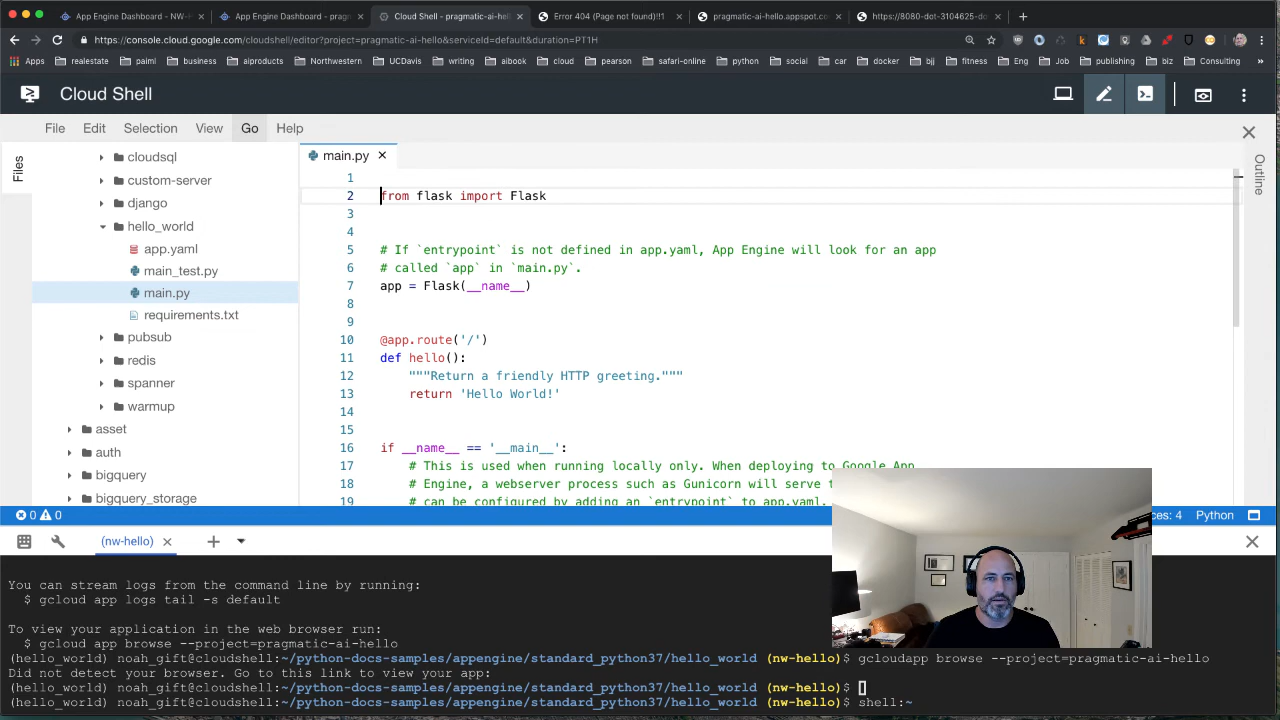 App Engine Dashboard - NW-H
App Engine Dashboard - pragm
Cloud Shell - pragmatic-ai-hell
Error 404 (Page not found)!!1
pragmatic-ai-hello.appspot.co
https://8080-dot-3104625-do
https://console.cloud.google.com/cloudshell/editor?project=pragmatic-ai-hello&serviceId=default&duration=PT1H
Apps realestate paiml business aiproducts Northwestern UCDavis writing aibook cloud pearson safari-online python social car docker bjj fitness Eng Job publishing biz Consulting »
Cloud Shell
File Edit Selection View Go Help
Files
cloudsql
custom-server
django
hello_world
app.yaml
main_test.py
main.py
requirements.txt
pubsub
redis
spanner
warmup
asset
auth
bigquery
bigquery_storage
main.py
Outline
1
2 from flask import Flask
3
4
5 # If `entrypoint` is not defined in app.yaml, App Engine will look for an app
6 # called `app` in `main.py`.
7 app = Flask(__name__)
8
9
10 @app.route('/')
11 def hello():
12 """Return a friendly HTTP greeting."""
13 return 'Hello World!'
14
15
16 if __name__ == '__main__':
17 # This is used when running locally only. When deploying to Google App
18 # Engine, a webserver process such as Gunicorn will serve t
19 # can be configured by adding an `entrypoint` to app.yaml.
0 0
ces: 4 Python
(nw-hello)
You can stream logs from the command line by running:
$ gcloud app logs tail -s default
To view your application in the web browser run:
$ gcloud app browse --project=pragmatic-ai-hello
(hello_world) noah_gift@cloudshell:~/python-docs-samples/appengine/standard_python37/hello_world (nw-hello)$ gcloudapp browse --project=pragmatic-ai-hello
Did not detect your browser. Go to this link to view your app:
(hello_world) noah_gift@cloudshell:~/python-docs-samples/appengine/standard_python37/hello_world (nw-hello)$
(hello_world) noah_gift@cloudshell:~/python-docs-samples/appengine/standard_python37/hello_world (nw-hello)$ shell:~